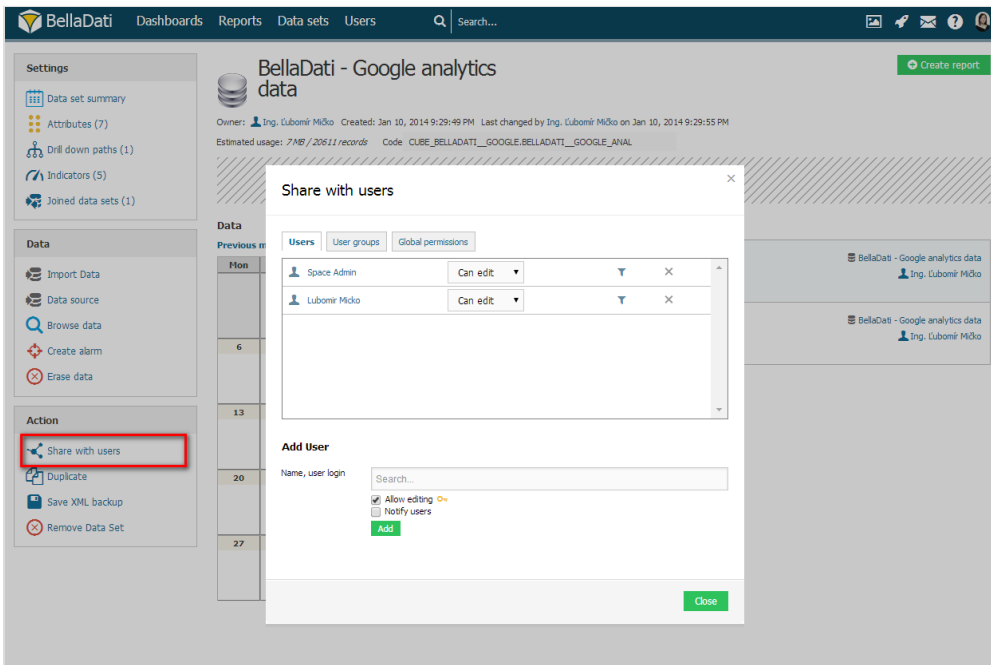 BellaDati Dashboards Reports Data sets Users Search...
Settings
Data set summary
Attributes (7)
Drill down paths (1)
Indicators (5)
Joined data sets (1)
Data
Import Data
Data source
Browse data
Create alarm
Erase data
Action
Share with users
Duplicate
Save XML backup
Remove Data Set
BellaDati - Google analytics
data
Create report
Owner: Ing. Ľubomír Mičko Created: Jan 10, 2014 9:29:49 PM Last changed by Ing. Ľubomír Mičko on Jan 10, 2014 9:29:55 PM
Estimated usage: 7 MB / 20611 records Code CUBE_BELLADATI__GOOGLE.BELLADATI__GOOGLE_ANAL
Data
Previous m
Mon
6
13
20
27
Share with users
Users User groups Global permissions
Space Admin Can edit
Lubomir Micko Can edit
Add User
Name, user login Search...
Allow editing
Notify users
Add
Close
BellaDati - Google analytics data
Ing. Ľubomír Mičko
BellaDati - Google analytics data
Ing. Ľubomír Mičko